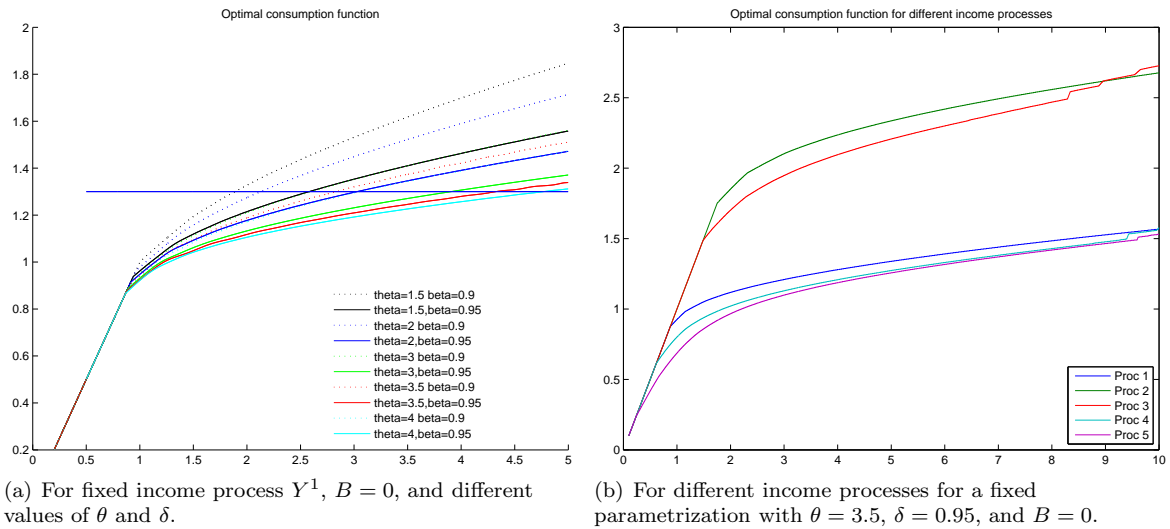 Optimal consumption function
2
1.8
1.6
1.4
1.2
1
0.8
0.6
0.4
0.2
0 0.5 1 1.5 2 2.5 3 3.5 4 4.5 5
theta=1.5 beta=0.9
theta=1.5,beta=0.95
theta=2 beta=0.9
theta=2,beta=0.95
theta=3 beta=0.9
theta=3,beta=0.95
theta=3.5 beta=0.9
theta=3.5,beta=0.95
theta=4 beta=0.9
theta=4,beta=0.95
(a) For fixed income process Y¹, B = 0, and different
values of θ and δ.
Optimal consumption function for different income processes
3
2.5
2
1.5
1
0.5
0
0 1 2 3 4 5 6 7 8 9 10
Proc 1
Proc 2
Proc 3
Proc 4
Proc 5
(b) For different income processes for a fixed
parametrization with θ = 3.5, δ = 0.95, and B = 0.